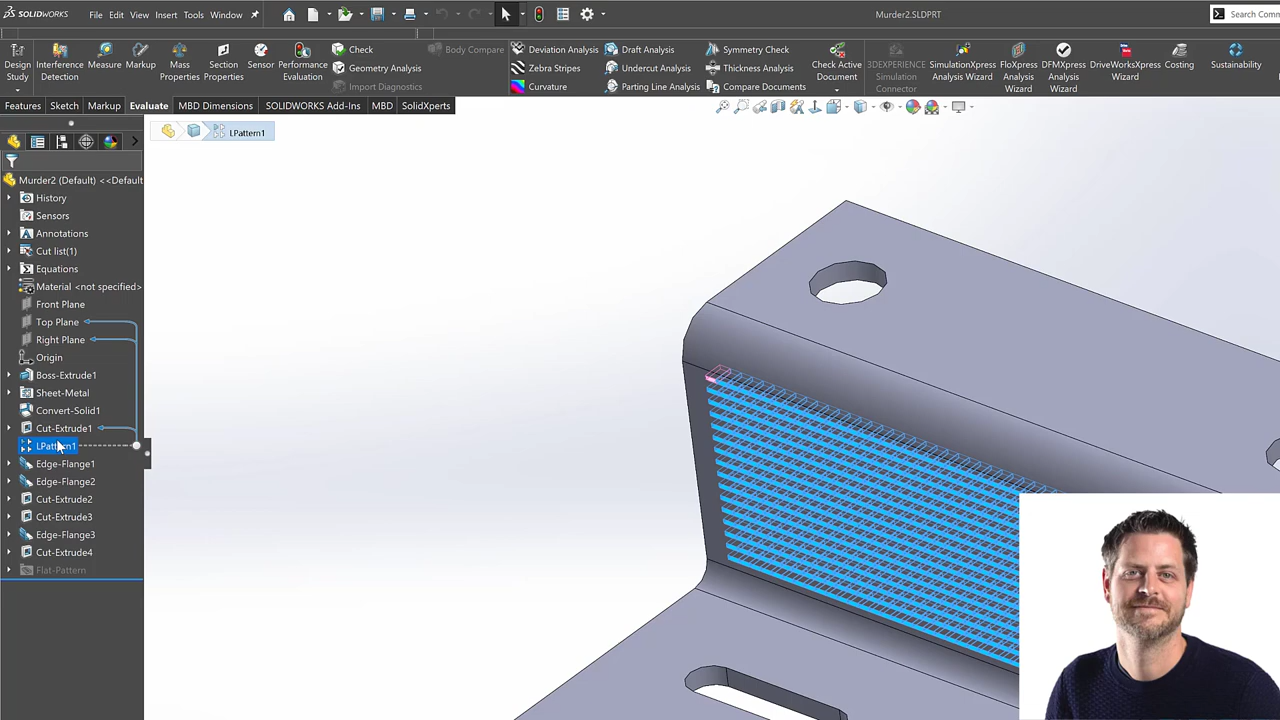 SOLIDWORKS File Edit View Insert Tools Window Murder2.SLDPRT Search Comm
Design Study
Interference Detection
Measure
Markup
Mass Properties
Section Properties
Sensor
Performance Evaluation
Check
Geometry Analysis
Import Diagnostics
Body Compare
Deviation Analysis
Zebra Stripes
Curvature
Draft Analysis
Undercut Analysis
Parting Line Analysis
Symmetry Check
Thickness Analysis
Compare Documents
Check Active Document
3DEXPERIENCE Simulation Connector
SimulationXpress Analysis Wizard
FloXpress Analysis Wizard
DFMXpress Analysis Wizard
DriveWorksXpress Wizard
Costing
Sustainability
Features Sketch Markup Evaluate MBD Dimensions SOLIDWORKS Add-Ins MBD SolidXperts
LPattern1
Murder2 (Default) <<Default
History
Sensors
Annotations
Cut list(1)
Equations
Material <not specified>
Front Plane
Top Plane
Right Plane
Origin
Boss-Extrude1
Sheet-Metal
Convert-Solid1
Cut-Extrude1
LPattern1
Edge-Flange1
Edge-Flange2
Cut-Extrude2
Cut-Extrude3
Edge-Flange3
Cut-Extrude4
Flat-Pattern